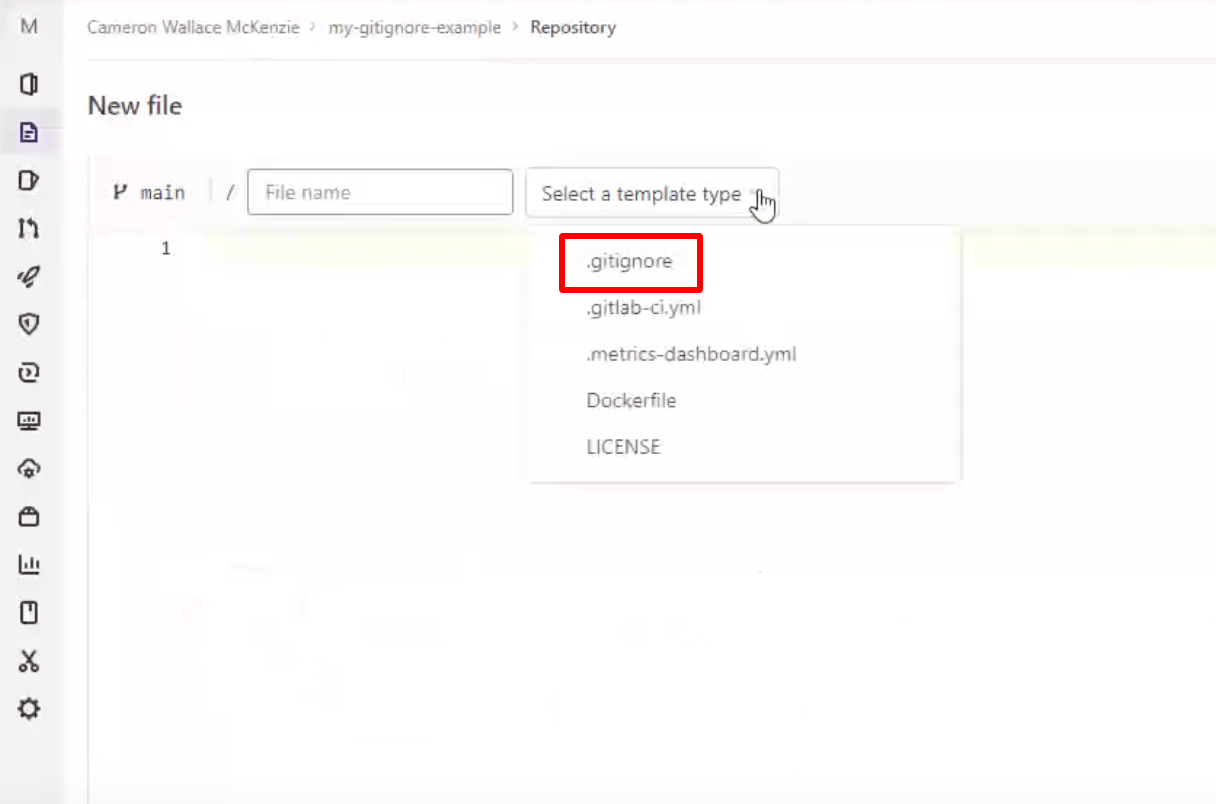 M
Cameron Wallace McKenzie > my-gitignore-example > Repository
New file
main / File name Select a template type
1
.gitignore
.gitlab-ci.yml
.metrics-dashboard.yml
Dockerfile
LICENSE